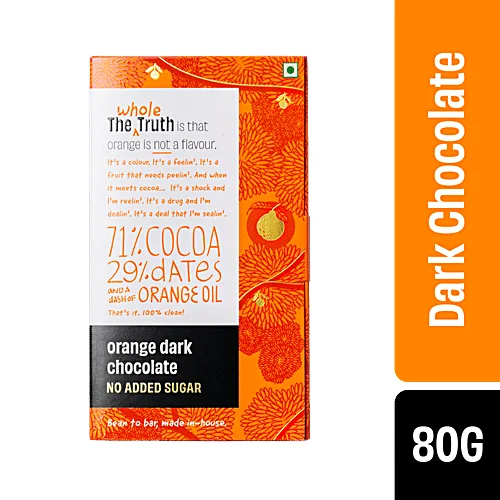 whole
The Truth is that
orange is not a flavour.
It's a colour. It's a feelin'. It's a
fruit that needs peelin'. And when
it meets cocoa... It's a shock and
I'm reelin'. It's a drug and I'm
dealin'. It's a deal that I'm sealin'.
71% COCOA
29% DATES
AND A
DASH OF ORANGE OIL
That's it. 100% clean!
orange dark
chocolate
NO ADDED SUGAR
Bean to bar, made in-house.
Dark Chocolate
80G